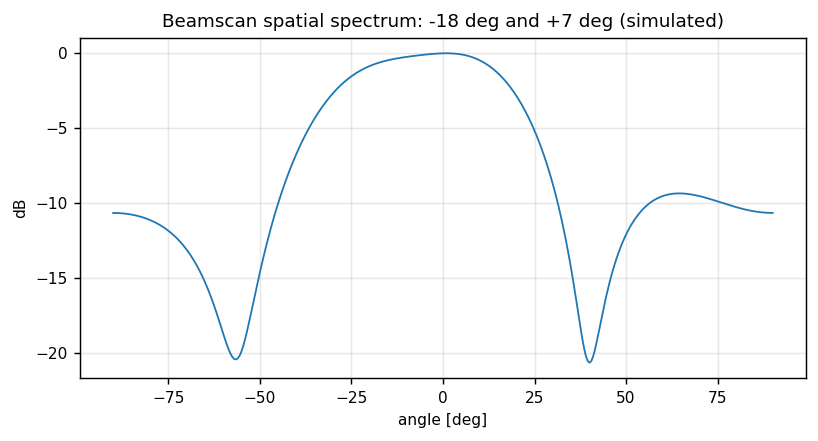 Beamscan spatial spectrum: -18 deg and +7 deg (simulated)
0
−5
−10
−15
−20
dB
−75 −50 −25 0 25 50 75
angle [deg]